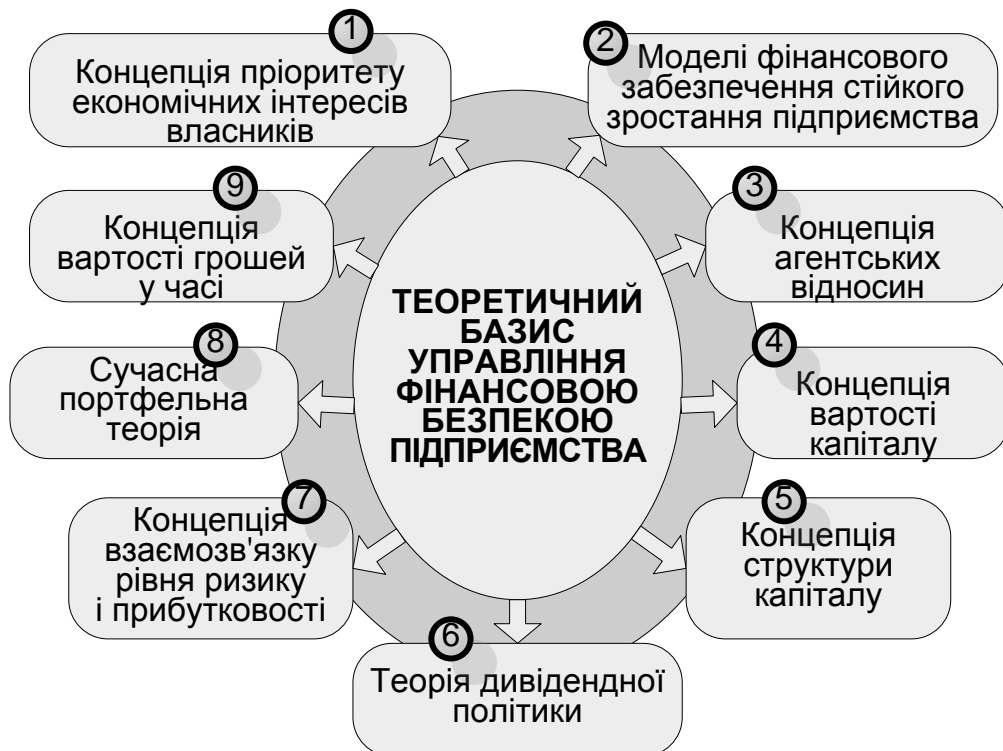 1
Концепція пріоритету
економічних інтересів
власників
2
Моделі фінансового
забезпечення стійкого
зростання підприємства
3
Концепція
агентських
відносин
4
Концепція
вартості
капіталу
5
Концепція
структури
капіталу
6
Теорія дивідендної
політики
7
Концепція
взаємозв'язку
рівня ризику
і прибутковості
8
Сучасна
портфельна
теорія
9
Концепція
вартості грошей
у часі
ТЕОРЕТИЧНИЙ
БАЗИС
УПРАВЛІННЯ
ФІНАНСОВОЮ
БЕЗПЕКОЮ
ПІДПРИЄМСТВА